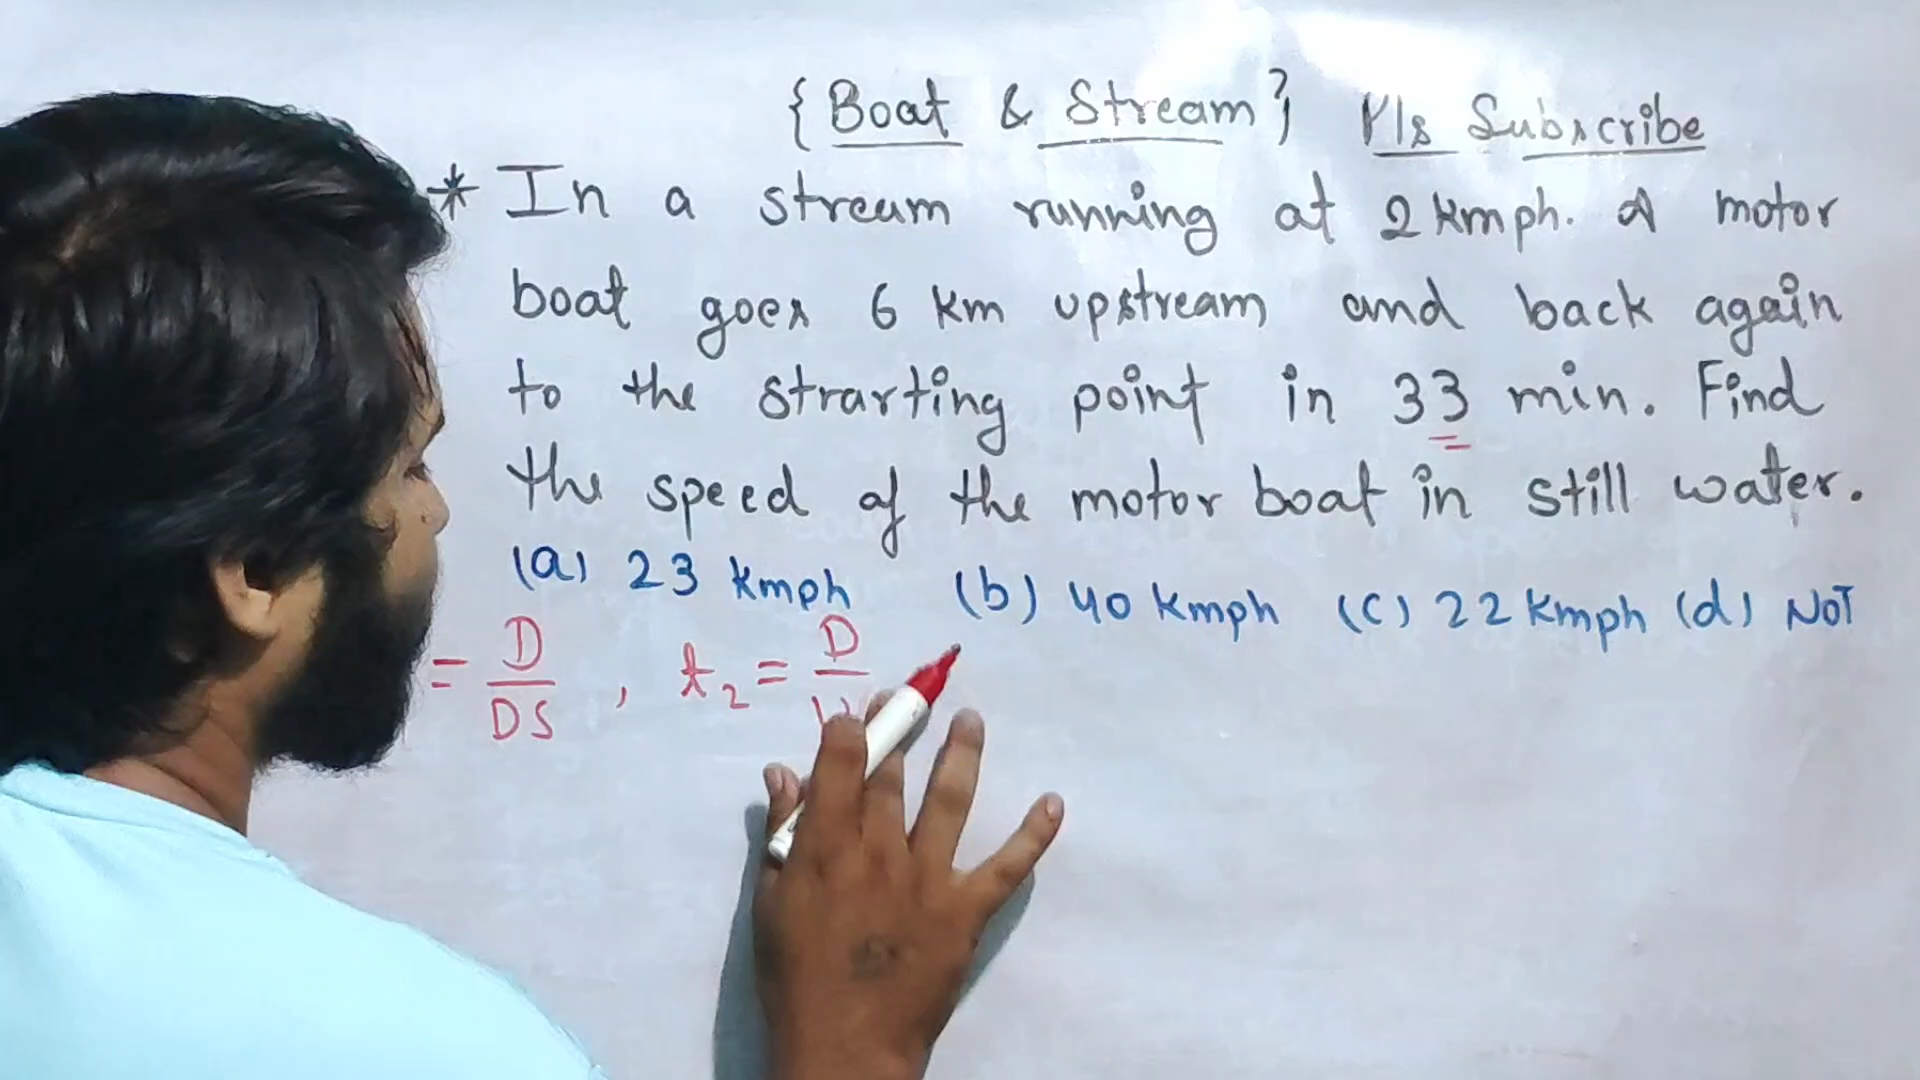 {Boat & Stream} Pls Subscribe
* In a stream running at 2 kmph. A motor
boat goes 6 km upstream and back again
to the strarting point in 33 min. Find
the speed of the motor boat in still water.
(a) 23 kmph (b) 40 kmph (c) 22 kmph (d) NOT
= D/DS , t₂ = D/